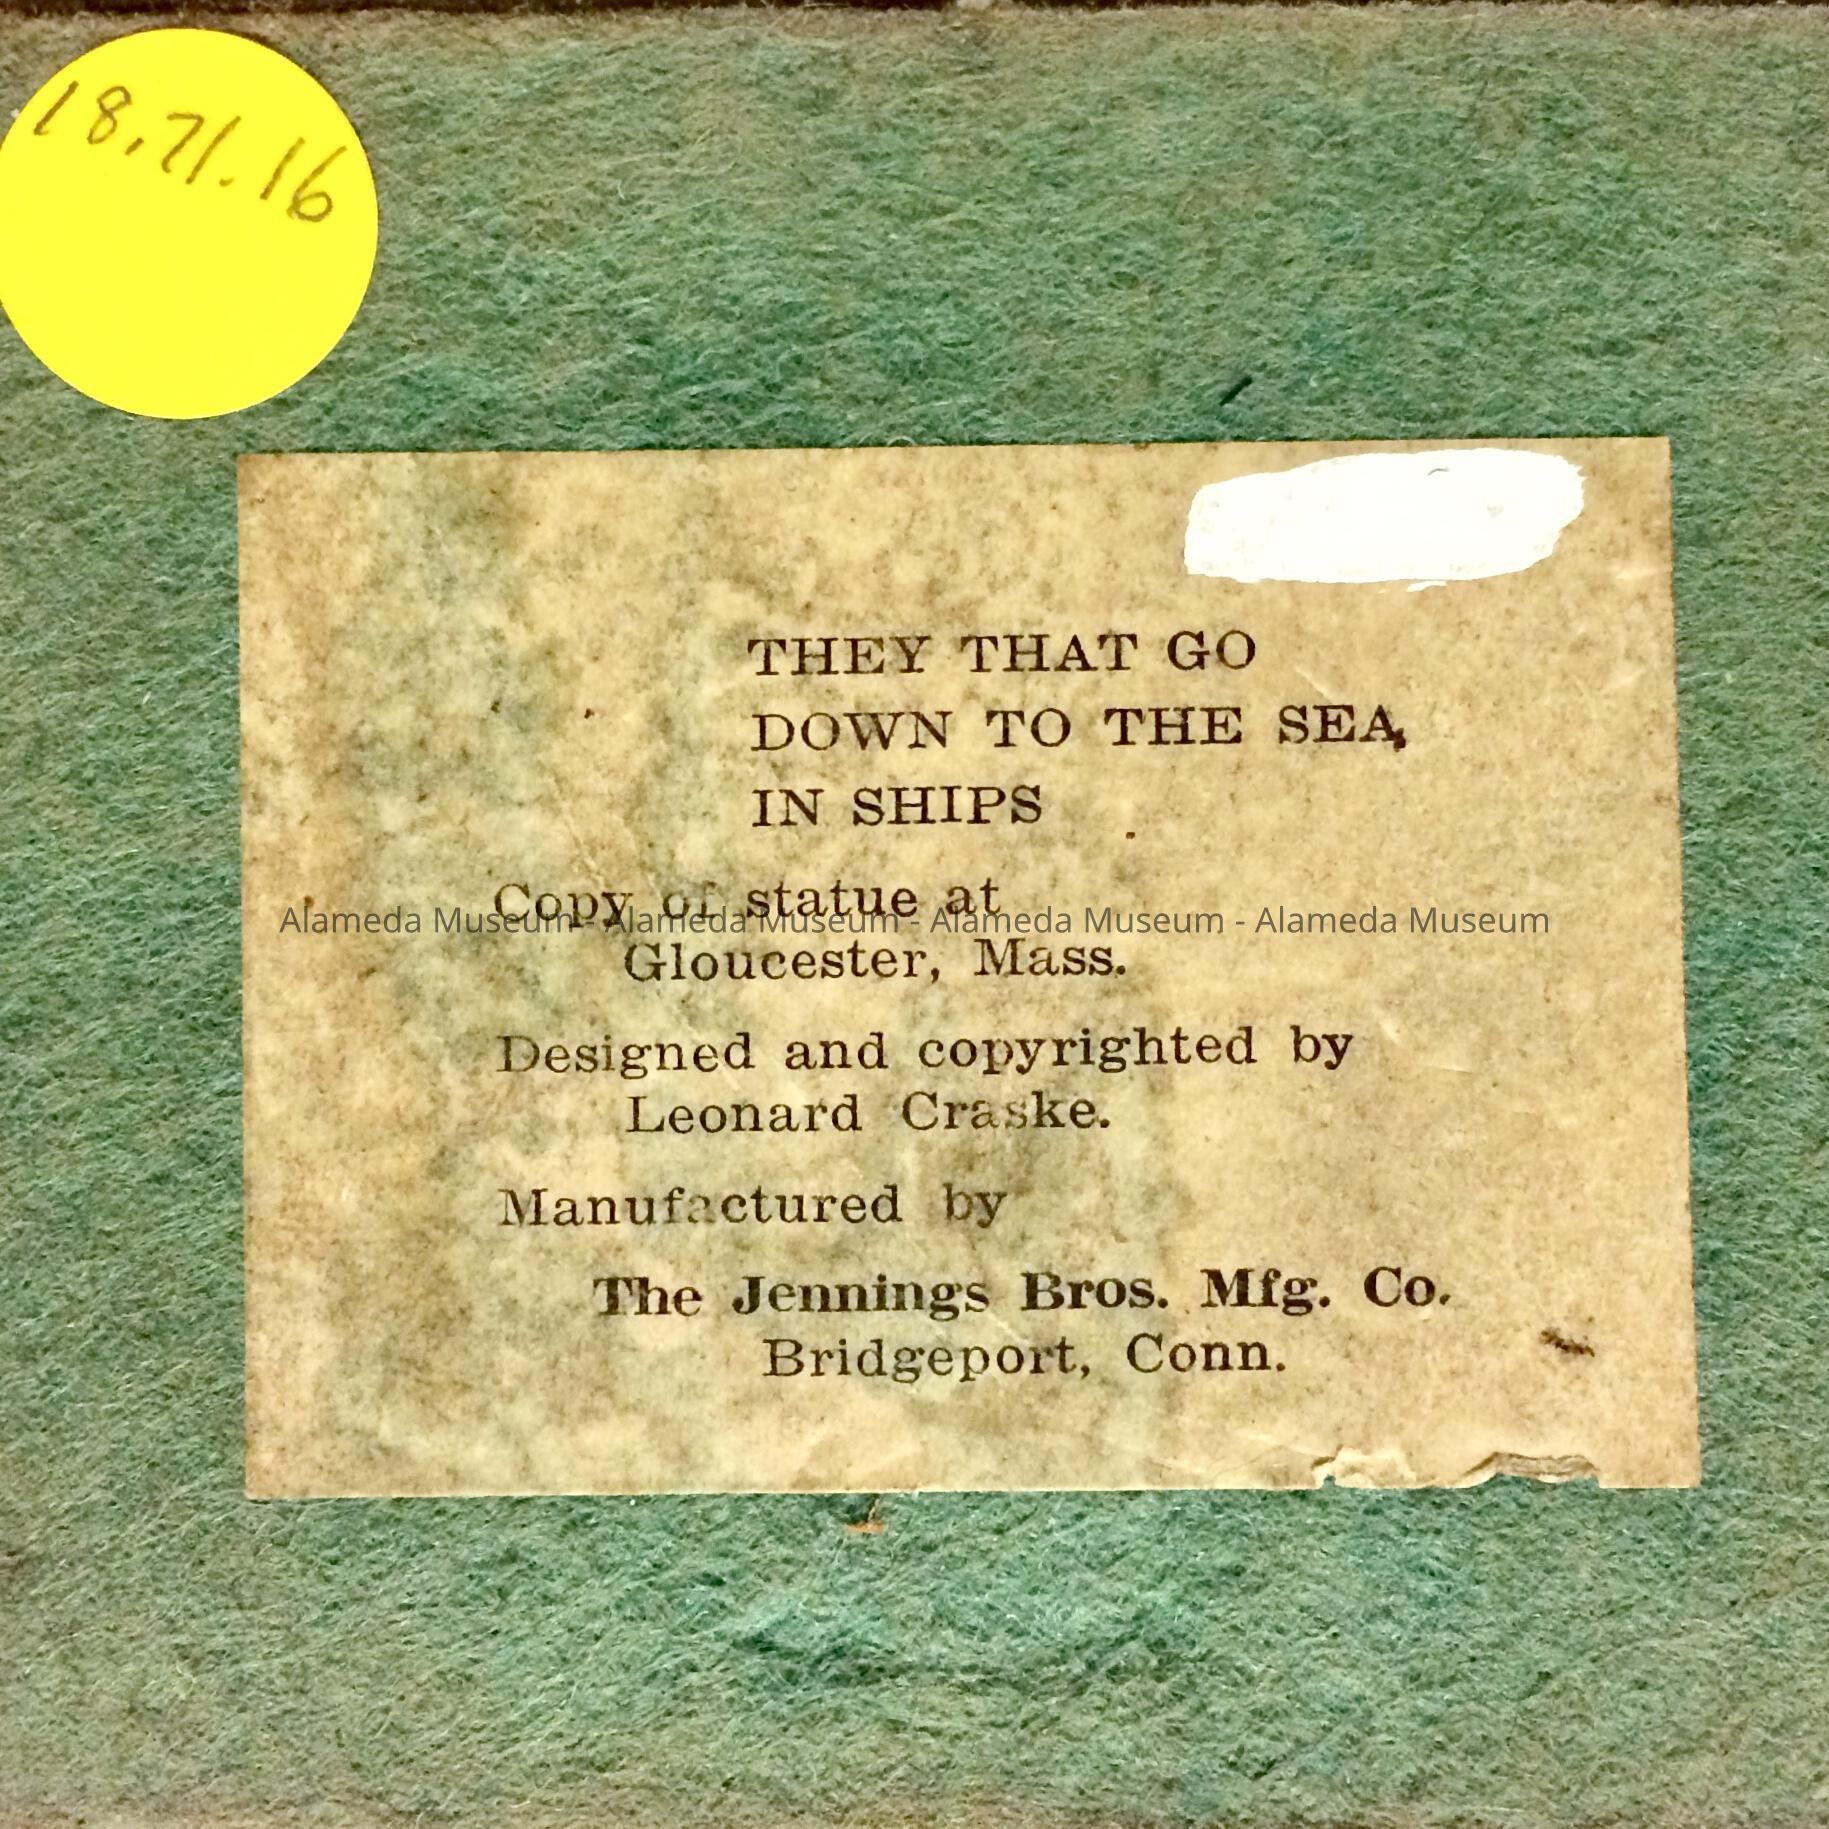 18.71.16
THEY THAT GO
DOWN TO THE SEA,
IN SHIPS
Copy of statue at
Alameda Museum - Alameda Museum - Alameda Museum - Alameda Museum
Gloucester, Mass.
Designed and copyrighted by
Leonard Craske.
Manufactured by
The Jennings Bros. Mfg. Co.
Bridgeport, Conn.